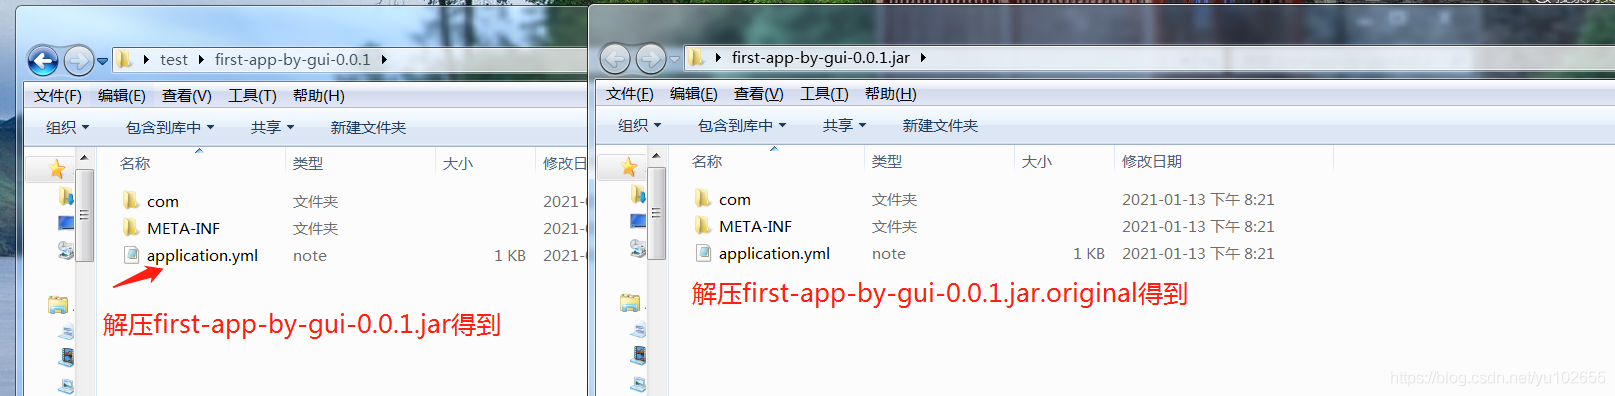 test
first-app-by-gui-0.0.1
文件(F) 编辑(E) 查看(V) 工具(T) 帮助(H)
组织 包含到库中 共享 新建文件夹
名称 类型 大小 修改日
com 文件夹 2021-
META-INF 文件夹 2021-
application.yml note 1 KB 2021-
解压first-app-by-gui-0.0.1.jar得到
first-app-by-gui-0.0.1.jar
文件(F) 编辑(E) 查看(V) 工具(T) 帮助(H)
组织 包含到库中 共享 新建文件夹
名称 类型 大小 修改日期
com 文件夹 2021-01-13 下午 8:21
META-INF 文件夹 2021-01-13 下午 8:21
application.yml note 1 KB 2021-01-13 下午 8:21
解压first-app-by-gui-0.0.1.jar.original得到
https://blog.csdn.net/yu102655